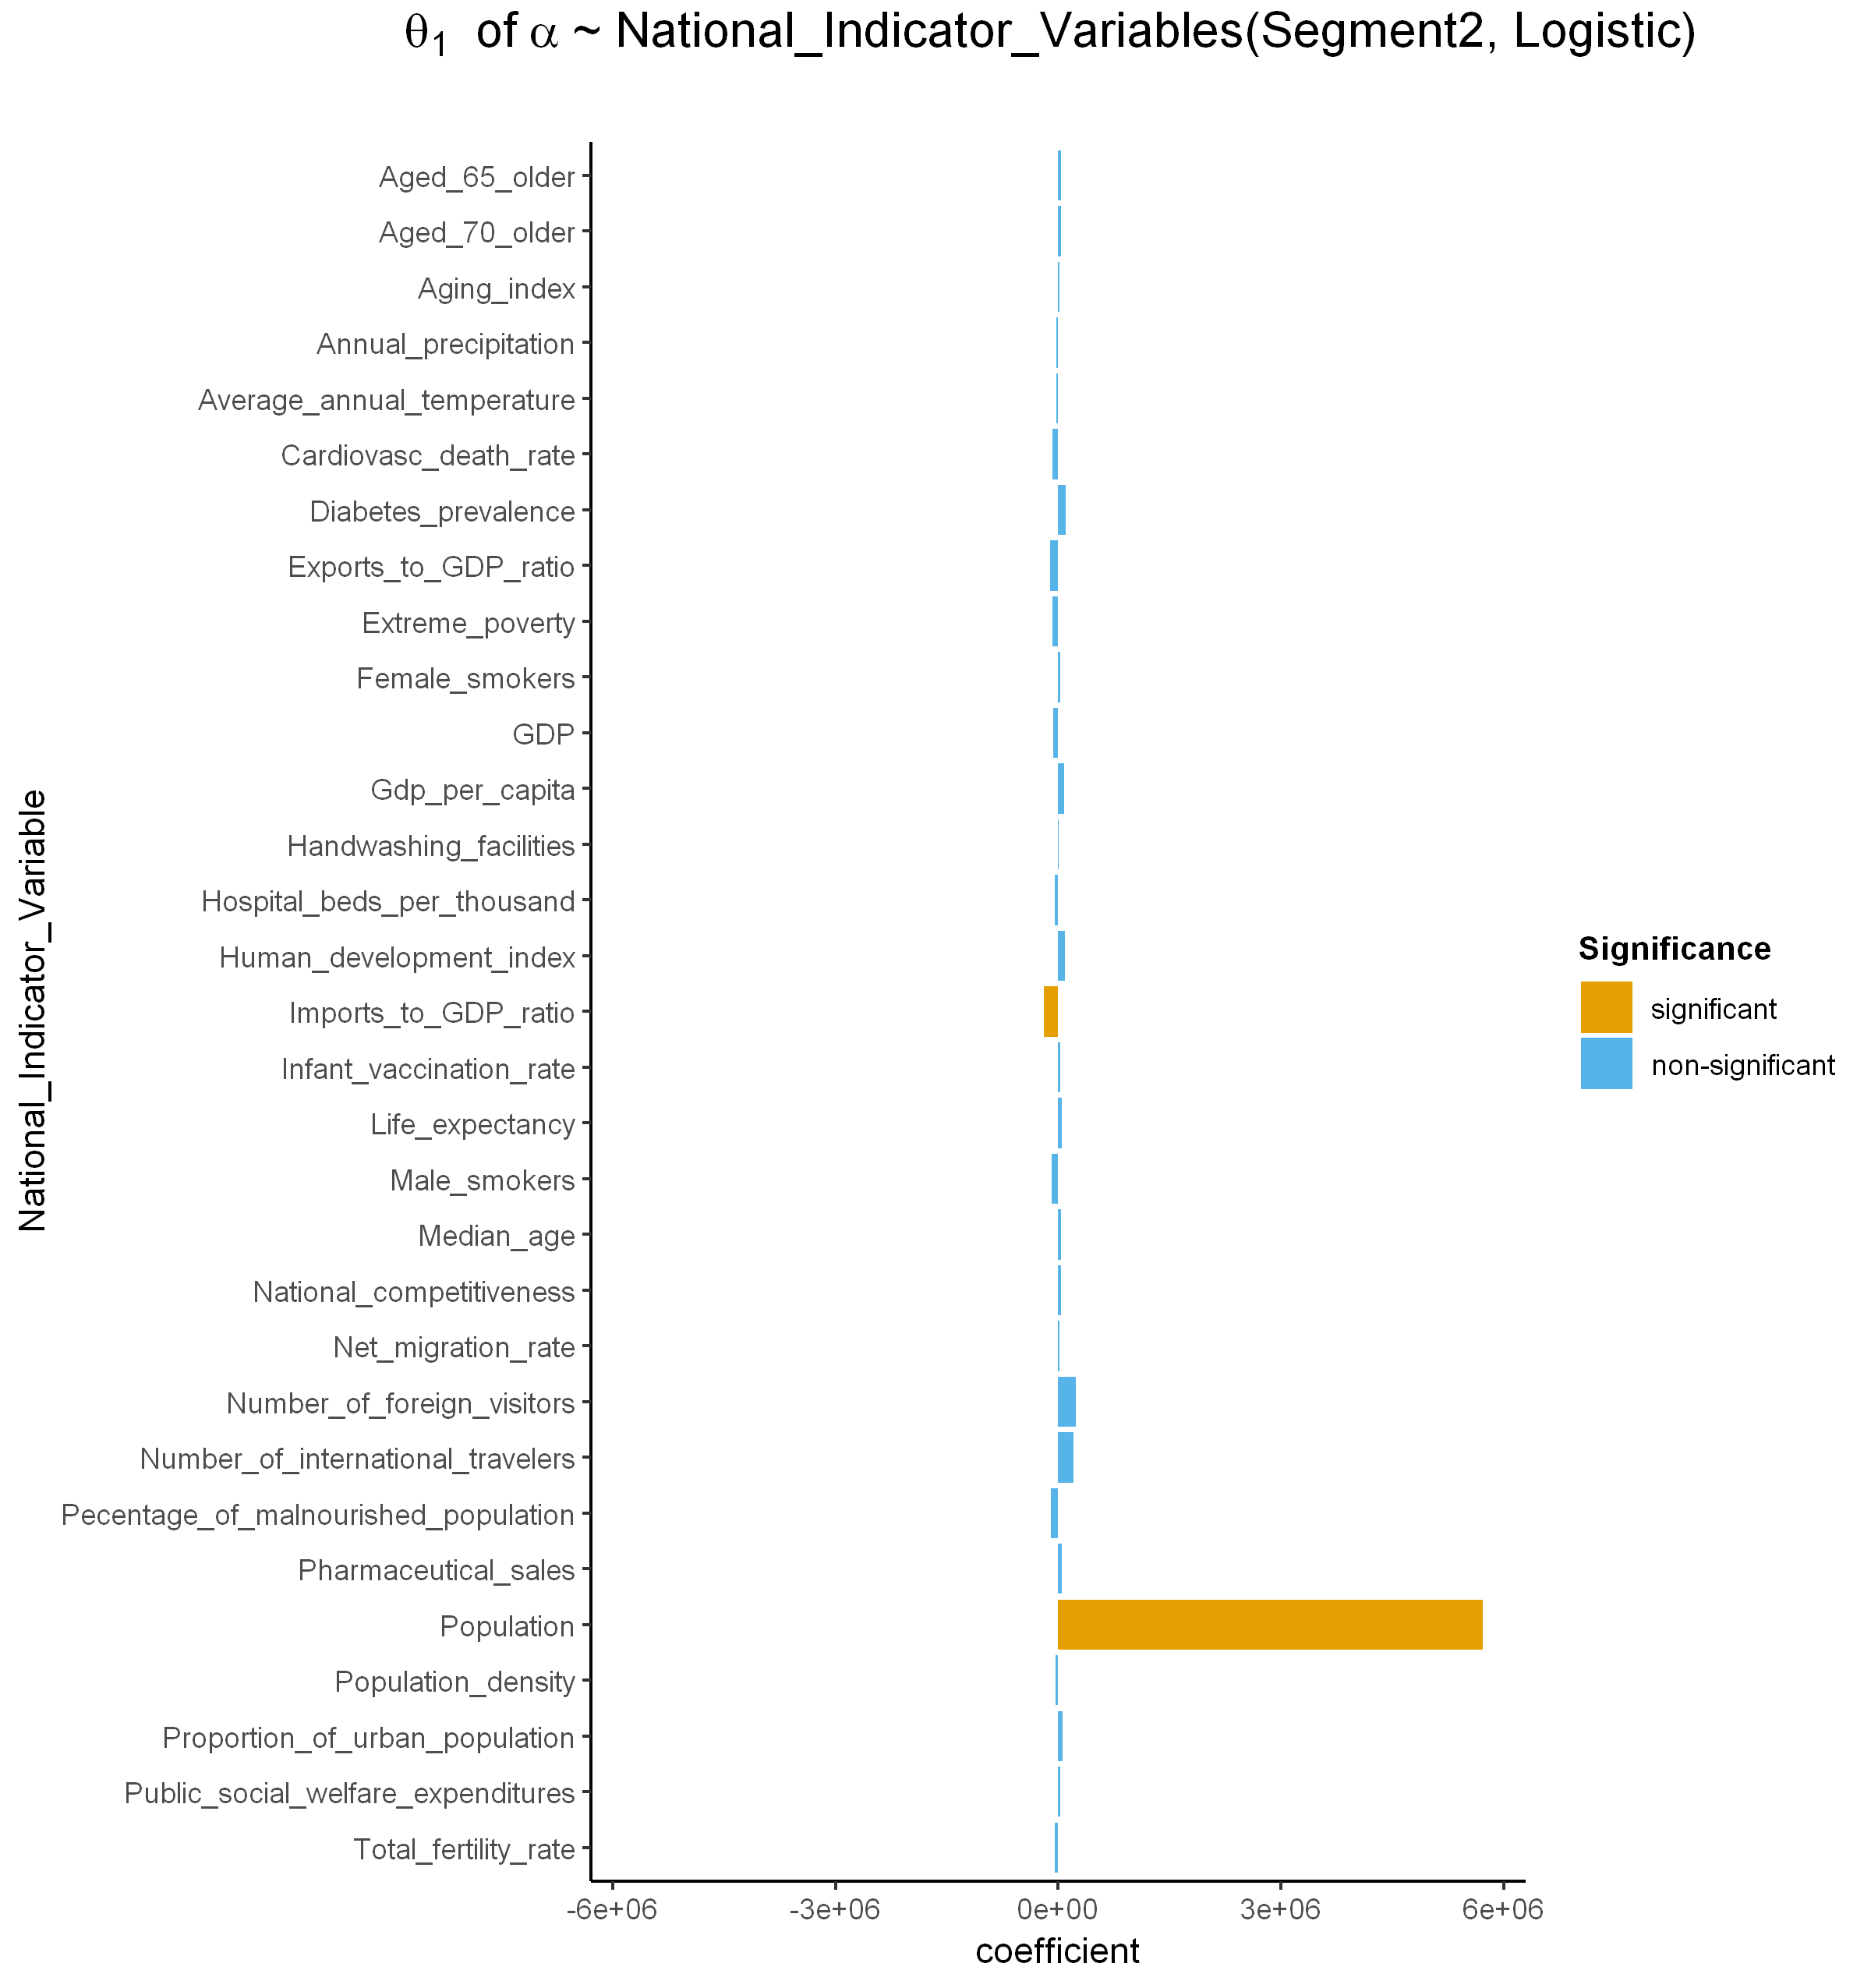 θ1 of α ~ National_Indicator_Variables(Segment2, Logistic)
National_Indicator_Variable
Aged_65_older
Aged_70_older
Aging_index
Annual_precipitation
Average_annual_temperature
Cardiovasc_death_rate
Diabetes_prevalence
Exports_to_GDP_ratio
Extreme_poverty
Female_smokers
GDP
Gdp_per_capita
Handwashing_facilities
Hospital_beds_per_thousand
Human_development_index
Imports_to_GDP_ratio
Infant_vaccination_rate
Life_expectancy
Male_smokers
Median_age
National_competitiveness
Net_migration_rate
Number_of_foreign_visitors
Number_of_international_travelers
Pecentage_of_malnourished_population
Pharmaceutical_sales
Population
Population_density
Proportion_of_urban_population
Public_social_welfare_expenditures
Total_fertility_rate
-6e+06 -3e+06 0e+00 3e+06 6e+06
coefficient
Significance
significant
non-significant